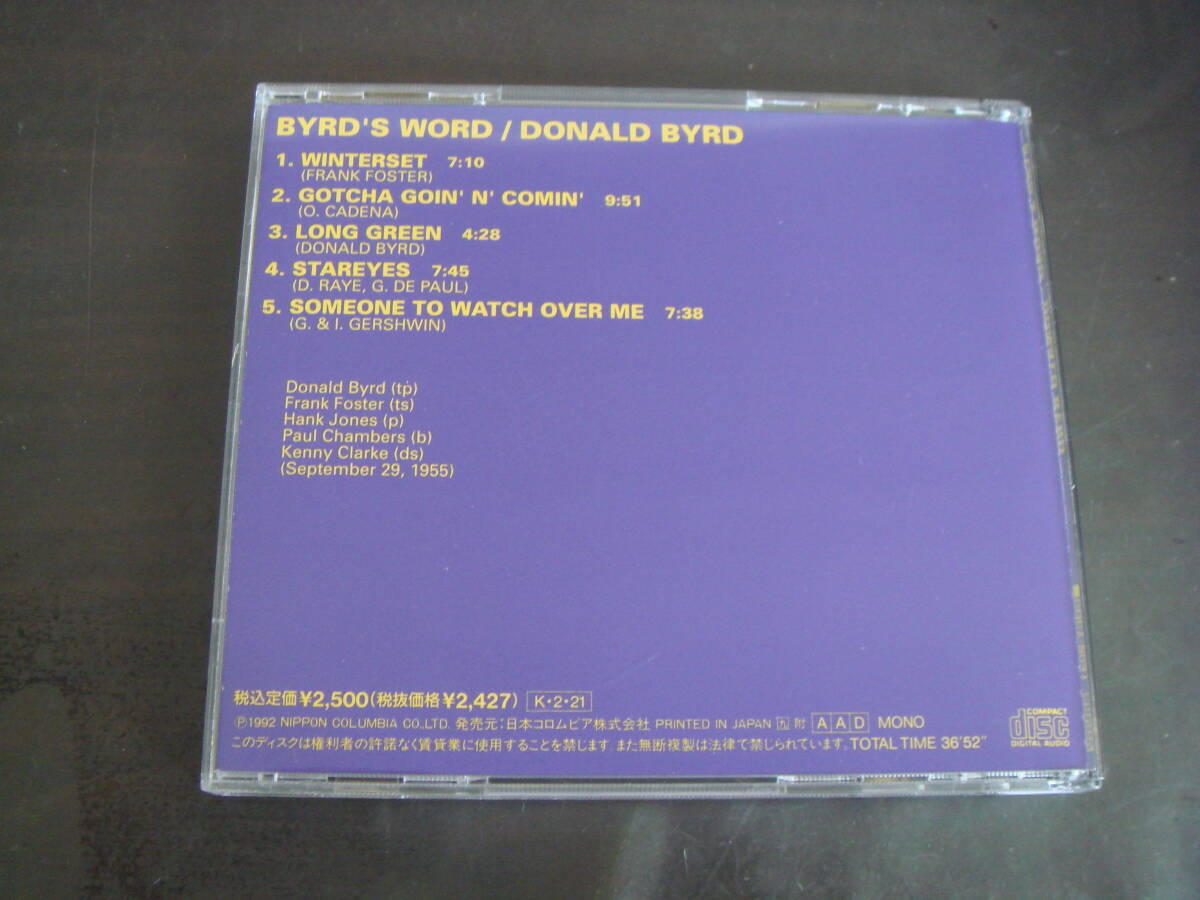 BYRD'S WORD / DONALD BYRD
1. WINTERSET 7:10
(FRANK FOSTER)
2. GOTCHA GOIN' N' COMIN' 9:51
(O. CADENA)
3. LONG GREEN 4:28
(DONALD BYRD)
4. STAREYES 7:45
(D. RAYE, G. DE PAUL)
5. SOMEONE TO WATCH OVER ME 7:38
(G. & I. GERSHWIN)
Donald Byrd (tp)
Frank Foster (ts)
Hank Jones (p)
Paul Chambers (b)
Kenny Clarke (ds)
(September 29, 1955)
税込定価¥2,500(税抜価格¥2,427) K・2・21
Ⓟ1992 NIPPON COLUMBIA CO.,LTD. 発売元:日本コロムビア株式会社 PRINTED IN JAPAN 九 附 A A D MONO
このディスクは権利者の許諾なく賃貸業に使用することを禁じます。また無断複製は法律で禁じられています。TOTAL TIME 36'52"
COMPACT
disc
DIGITAL AUDIO